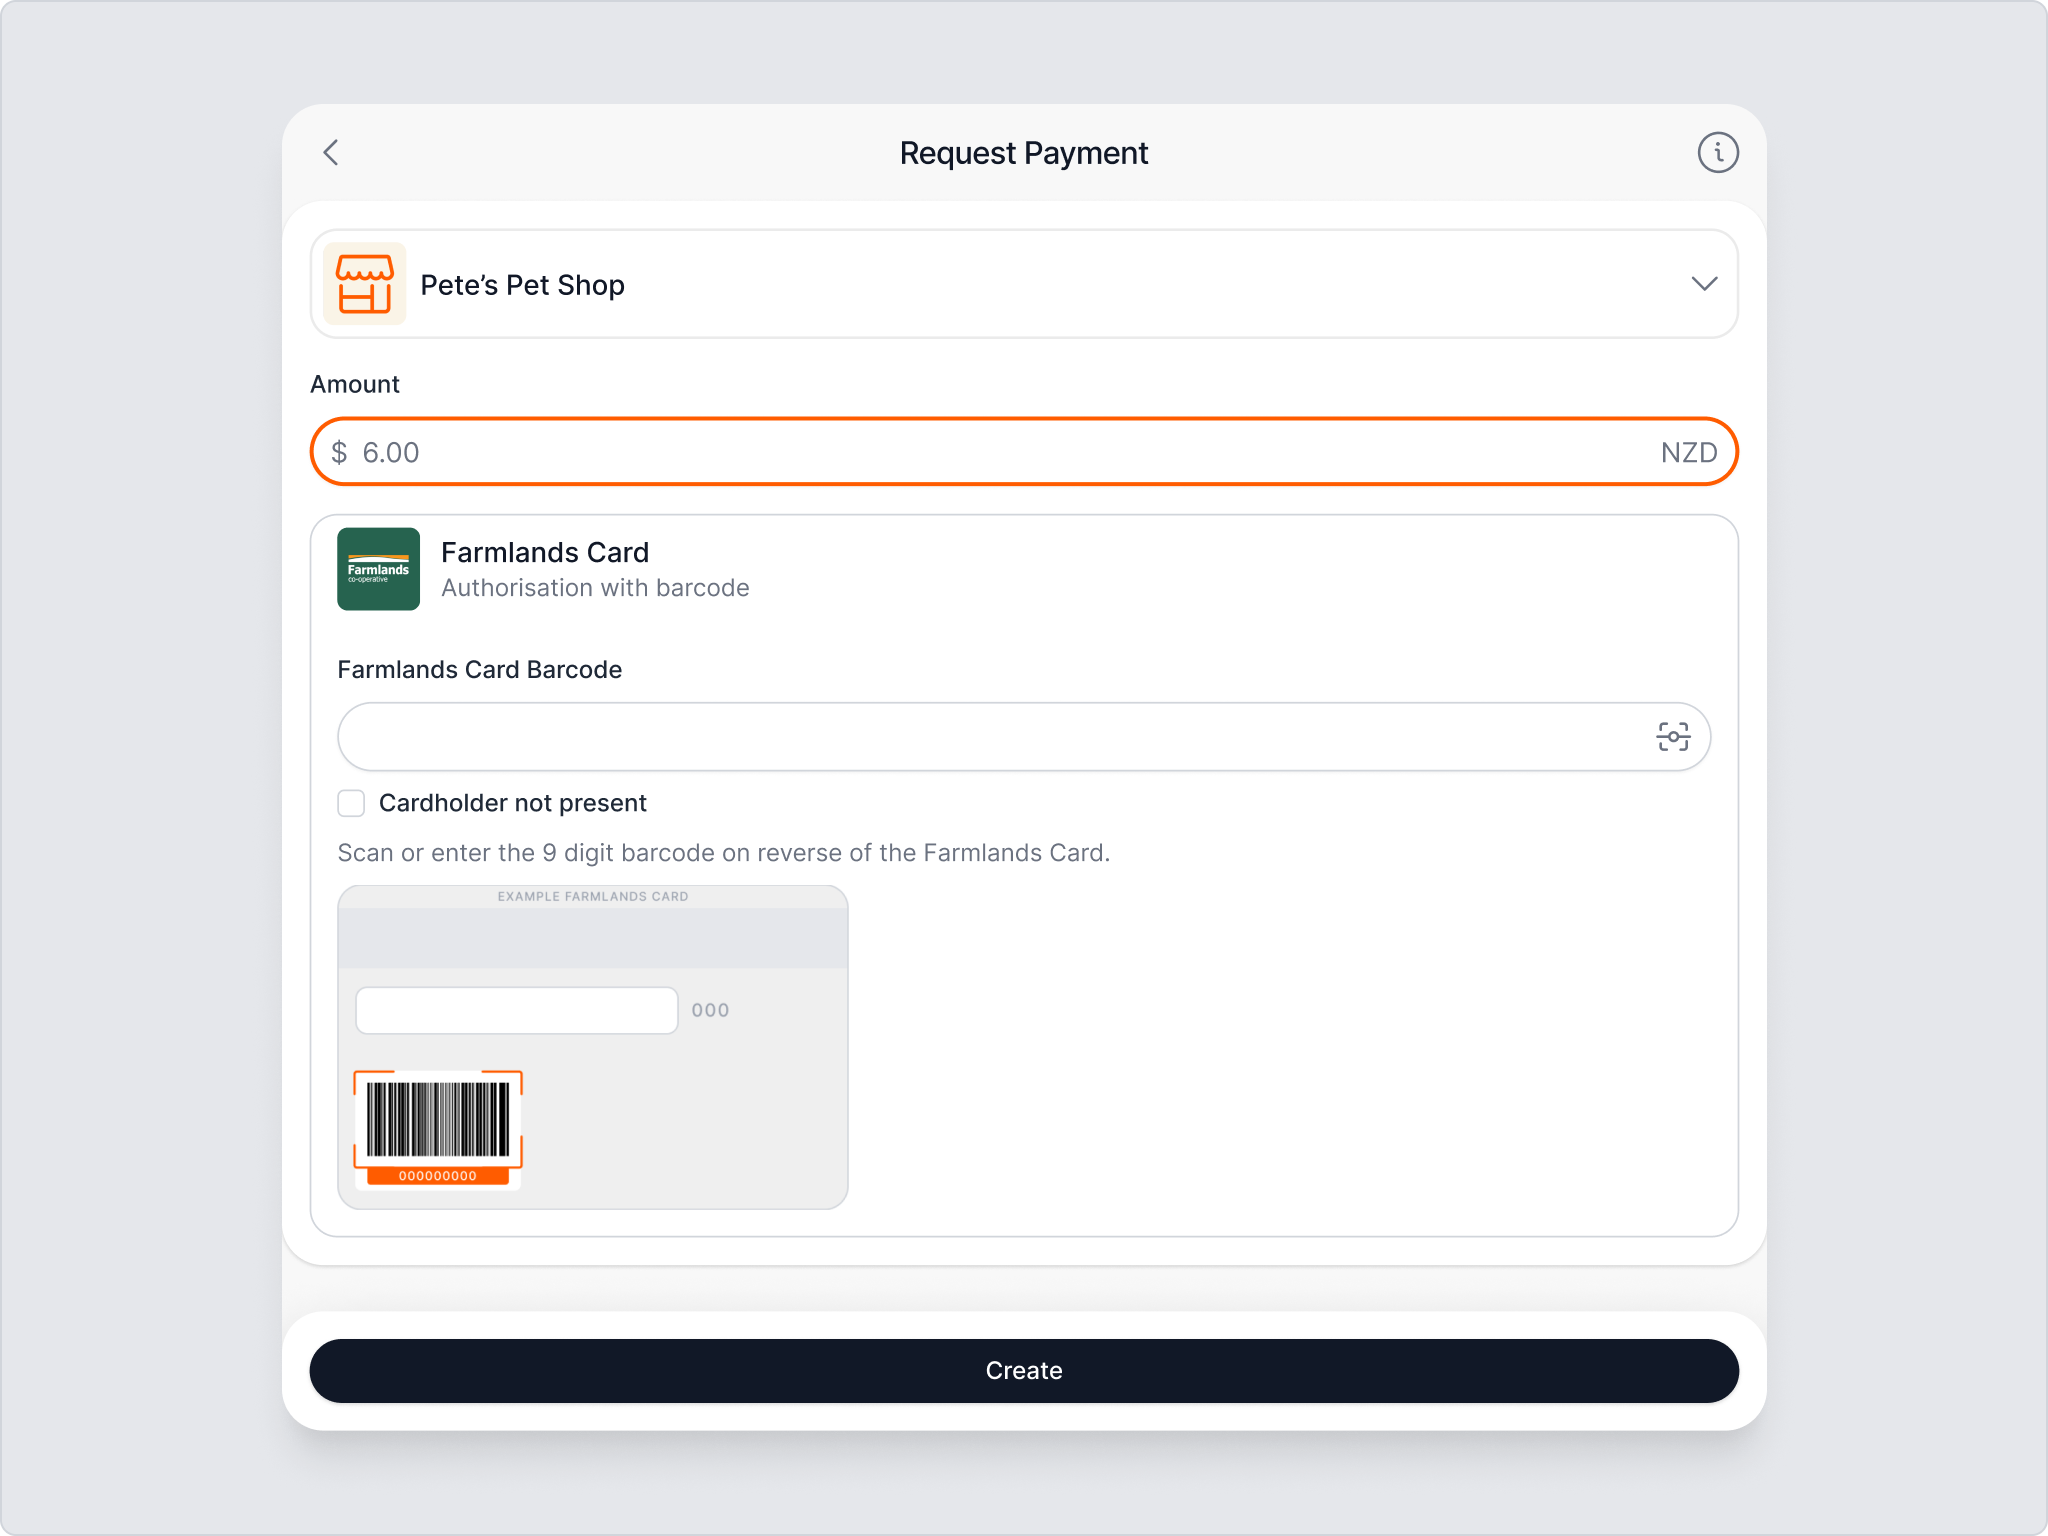 Request Payment
Pete’s Pet Shop
Amount
$ 6.00 NZD
Farmlands
co-operative
Farmlands Card
Authorisation with barcode
Farmlands Card Barcode
Cardholder not present
Scan or enter the 9 digit barcode on reverse of the Farmlands Card.
EXAMPLE FARMLANDS CARD
000
000000000
Create